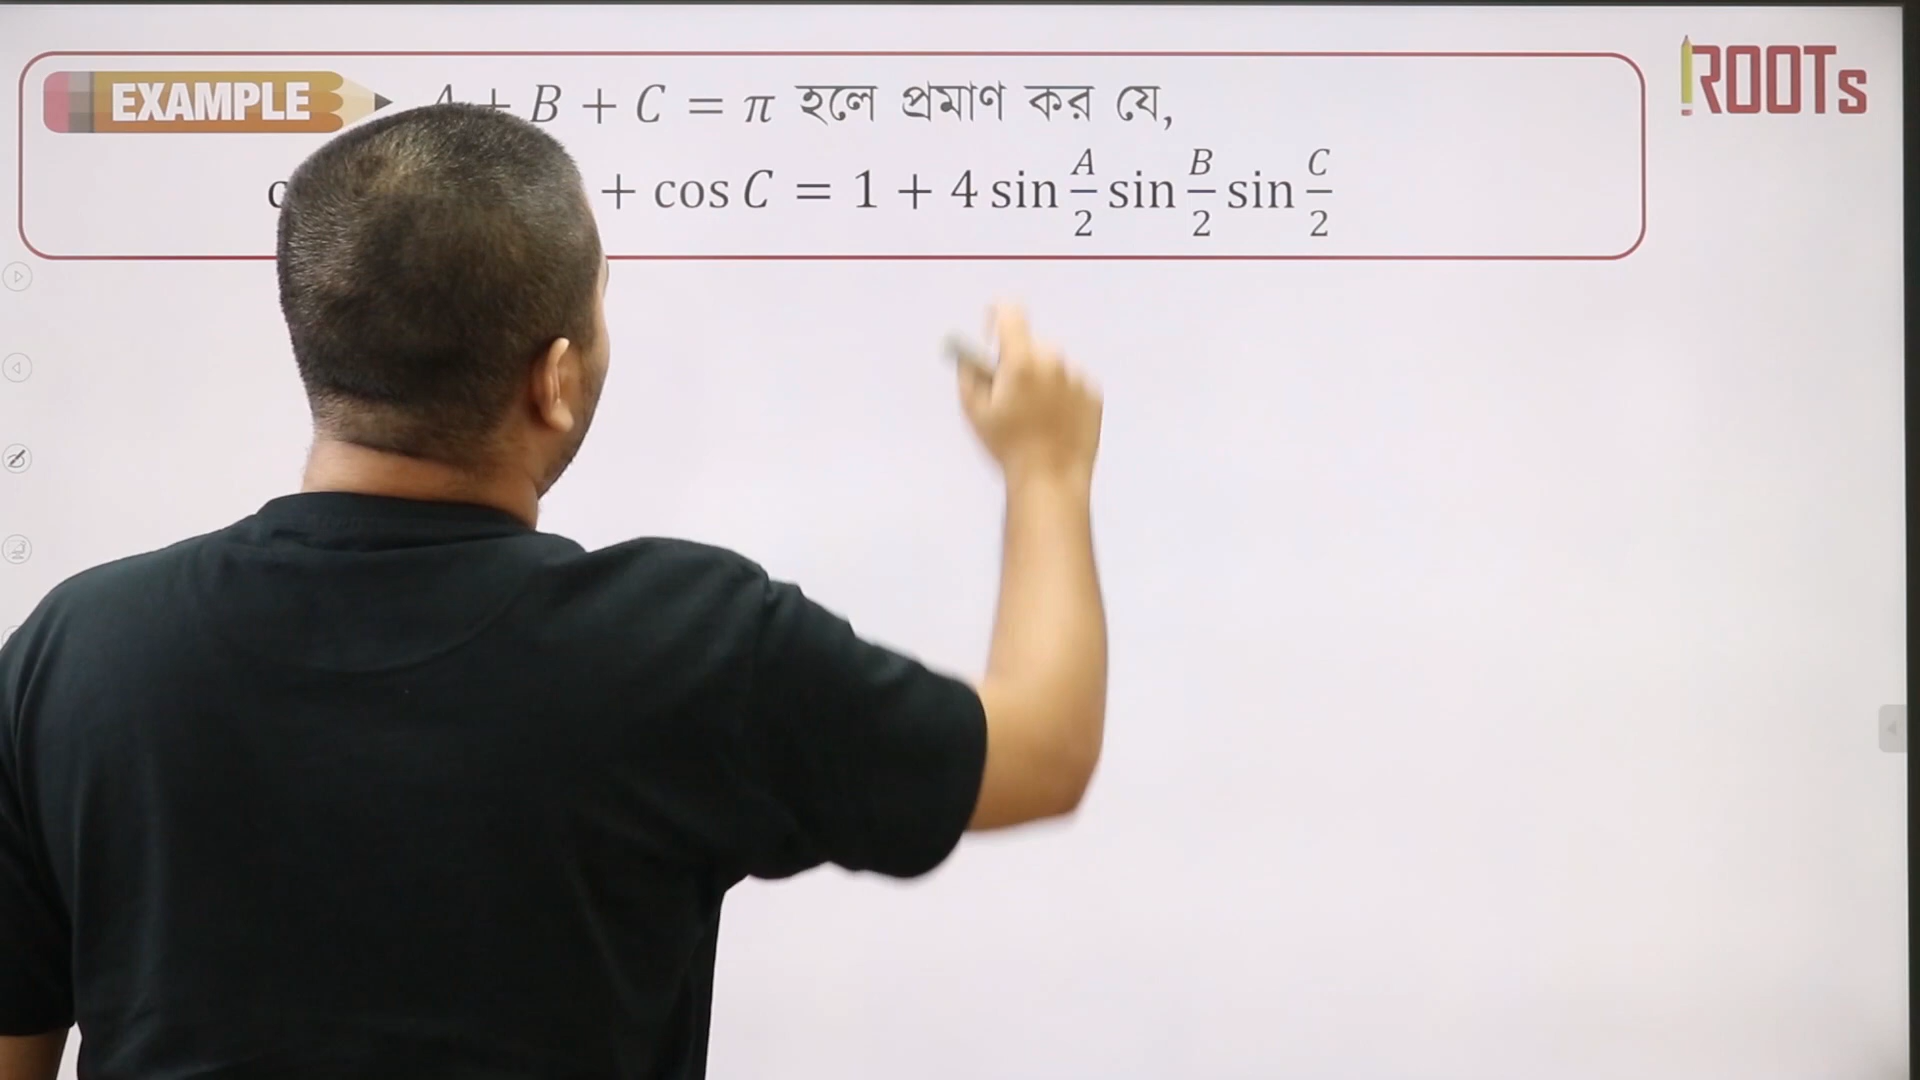 EXAMPLE
A + B + C = π হলে প্রমাণ কর যে,
+ cos C = 1 + 4 sin A/2 sin B/2 sin C/2
ROOTs